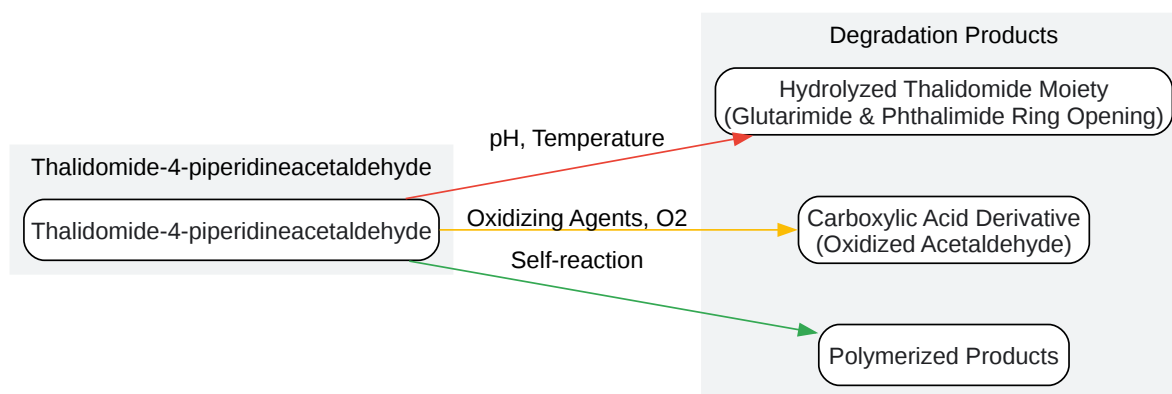 Degradation Products
Hydrolyzed Thalidomide Moiety
(Glutarimide & Phthalimide Ring Opening)
pH, Temperature
Thalidomide-4-piperidineacetaldehyde
Thalidomide-4-piperidineacetaldehyde
Oxidizing Agents, O2
Carboxylic Acid Derivative
(Oxidized Acetaldehyde)
Self-reaction
Polymerized Products